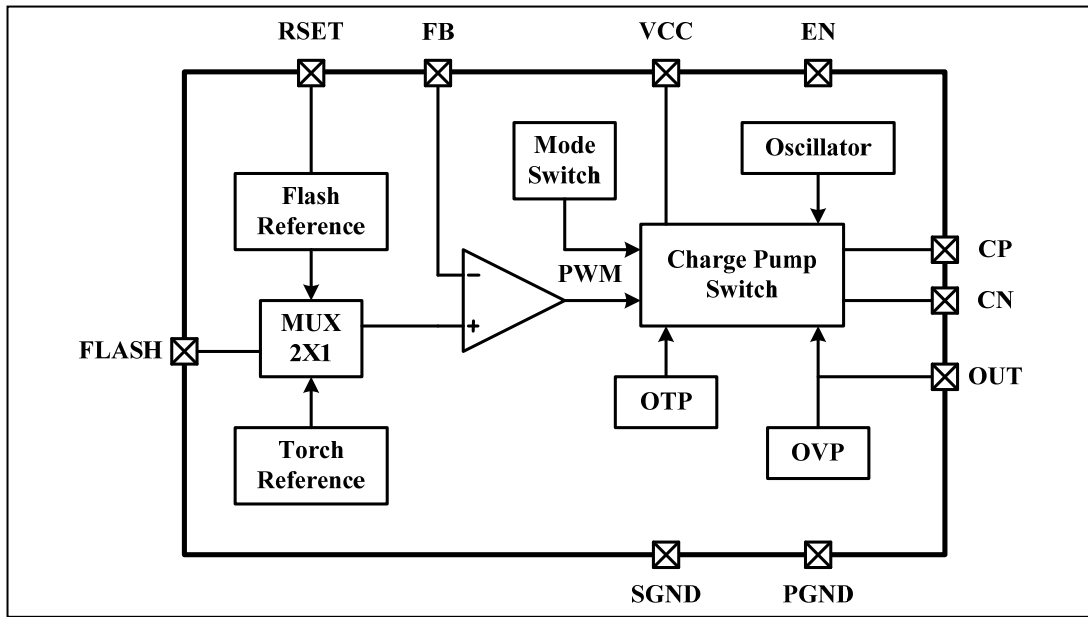 RSET
FB
VCC
EN
Mode
Switch
Oscillator
Flash
Reference
PWM
Charge Pump
Switch
CP
CN
MUX
2X1
−
+
FLASH
OUT
OTP
OVP
Torch
Reference
SGND
PGND